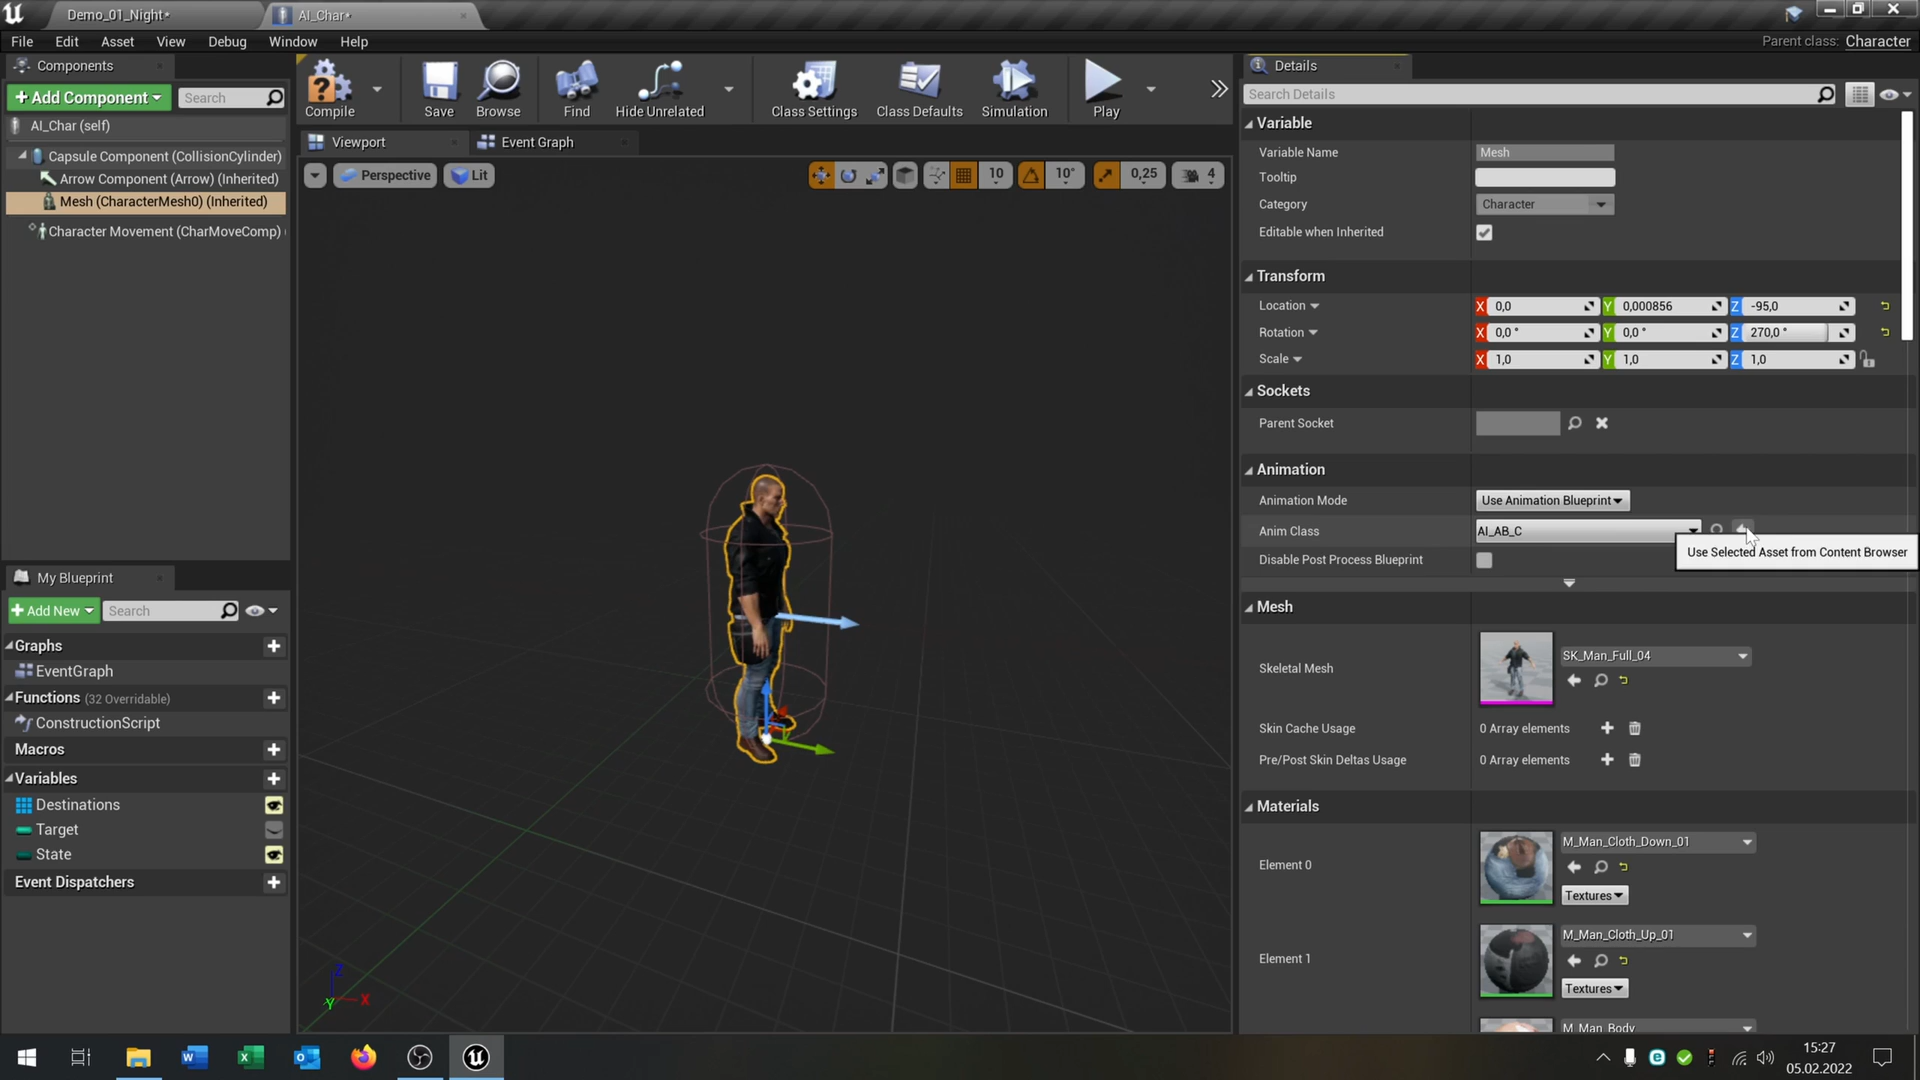 Demo_01_Night*
AI_Char*
File Edit Asset View Debug Window Help
Parent class: Character
Components
+Add Component
Search
AI_Char (self)
Capsule Component (CollisionCylinder)
Arrow Component (Arrow) (Inherited)
Mesh (CharacterMesh0) (Inherited)
Character Movement (CharMoveComp) (
Compile
Save
Browse
Find
Hide Unrelated
Class Settings
Class Defaults
Simulation
Play
Viewport
Event Graph
Perspective
Lit
10
10°
0,25
4
Z
X
Y
My Blueprint
+Add New
Search
Graphs
EventGraph
Functions (32 Overridable)
ConstructionScript
Macros
Variables
Destinations
Target
State
Event Dispatchers
Details
Search Details
Variable
Variable Name Mesh
Tooltip
Category Character
Editable when Inherited
Transform
Location X 0,0 Y 0,000856 Z -95,0
Rotation X 0,0 ° Y 0,0 ° Z 270,0 °
Scale X 1,0 Y 1,0 Z 1,0
Sockets
Parent Socket
Animation
Animation Mode Use Animation Blueprint
Anim Class AI_AB_C
Use Selected Asset from Content Browser
Disable Post Process Blueprint
Mesh
Skeletal Mesh SK_Man_Full_04
Skin Cache Usage 0 Array elements
Pre/Post Skin Deltas Usage 0 Array elements
Materials
Element 0 M_Man_Cloth_Down_01
Textures
Element 1 M_Man_Cloth_Up_01
Textures
M_Man_Body
15:27
05.02.2022